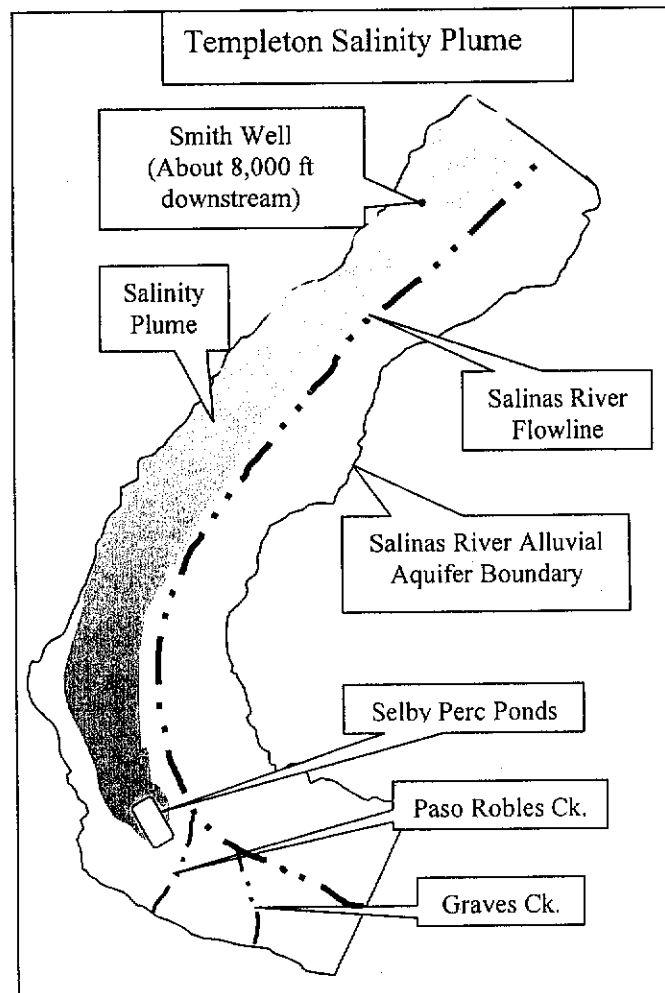 Templeton Salinity Plume
Smith Well
(About 8,000 ft
downstream)
Salinity
Plume
Salinas River
Flowline
Salinas River Alluvial
Aquifer Boundary
Selby Perc Ponds
Paso Robles Ck.
Graves Ck.